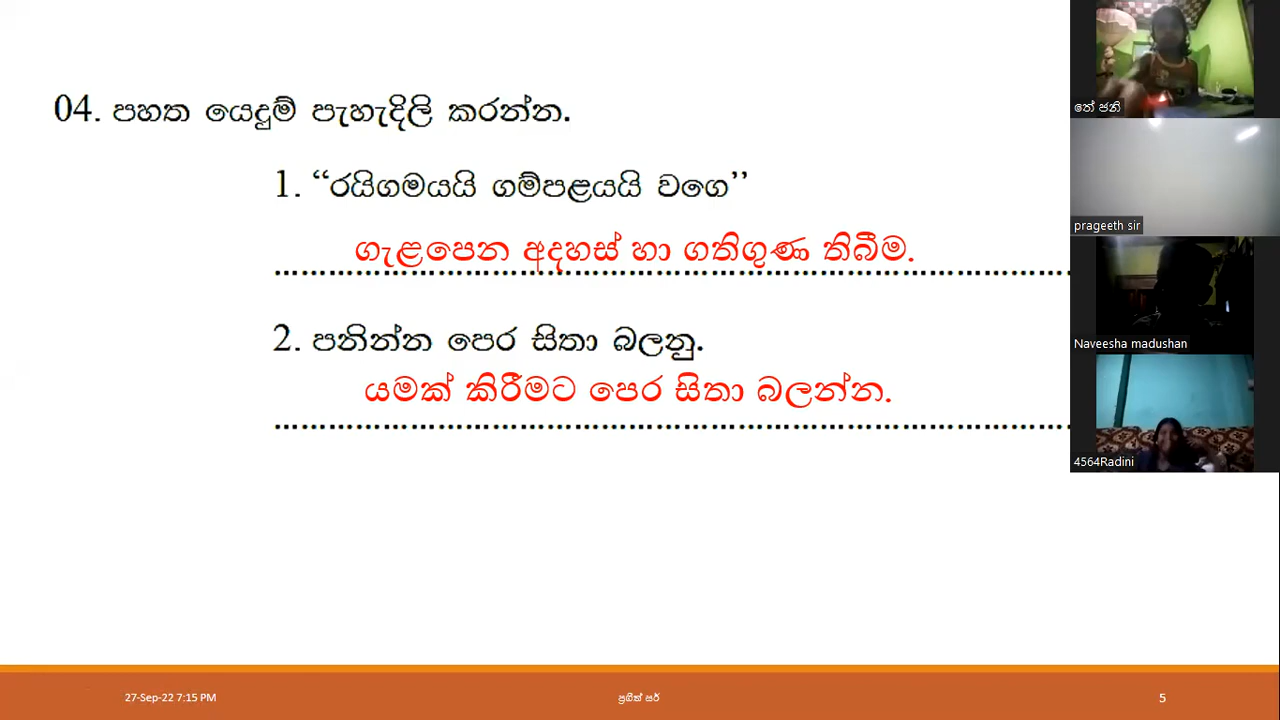 04. පහත යෙදුම් පැහැදිලි කරන්න.
1. “රයිගමයයි ගම්පළයයි වගෙ”
ගැළපෙන අදහස් හා ගතිගුණ තිබීම.
2. පනින්න පෙර සිතා බලනු.
යමක් කිරීමට පෙර සිතා බලන්න.
තේ ජනි
prageeth sir
Naveesha madushan
4564Radini
27-Sep-22 7:15 PM
ප්‍රගීත් සර්
5